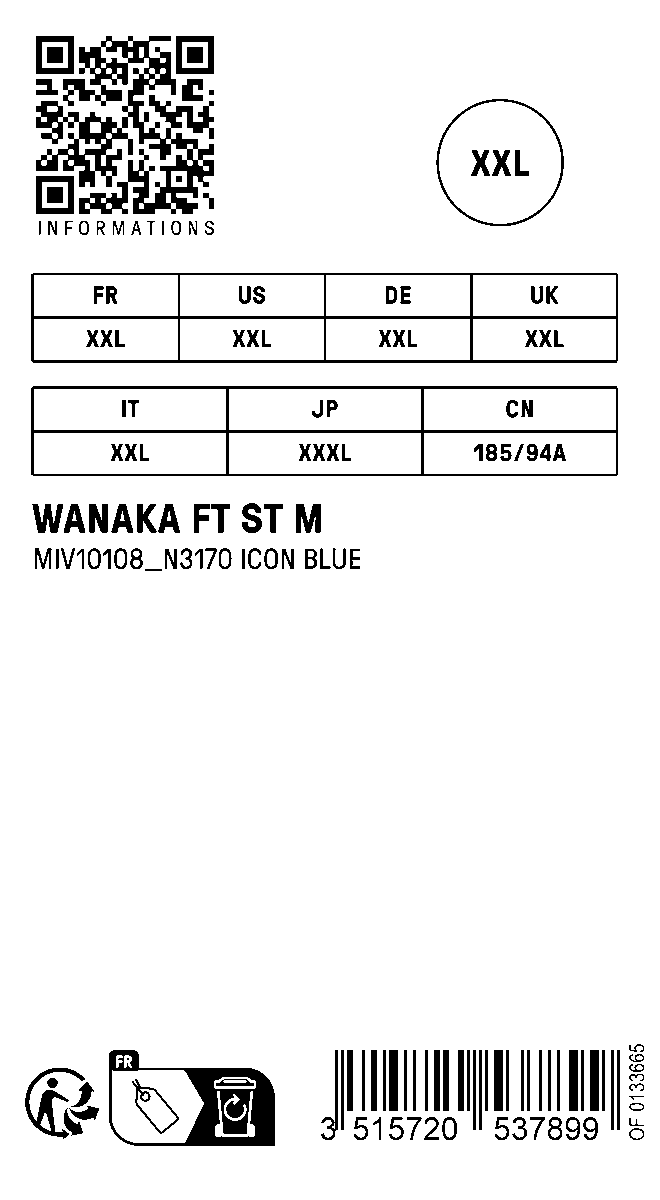 INFORMATIONS
XXL
FR US DE UK
XXL XXL XXL XXL
IT JP CN
XXL XXXL 185/94A
WANAKA FT ST M
MIV10108_N3170 ICON BLUE
FR
3 515720 537899
OF 0133665